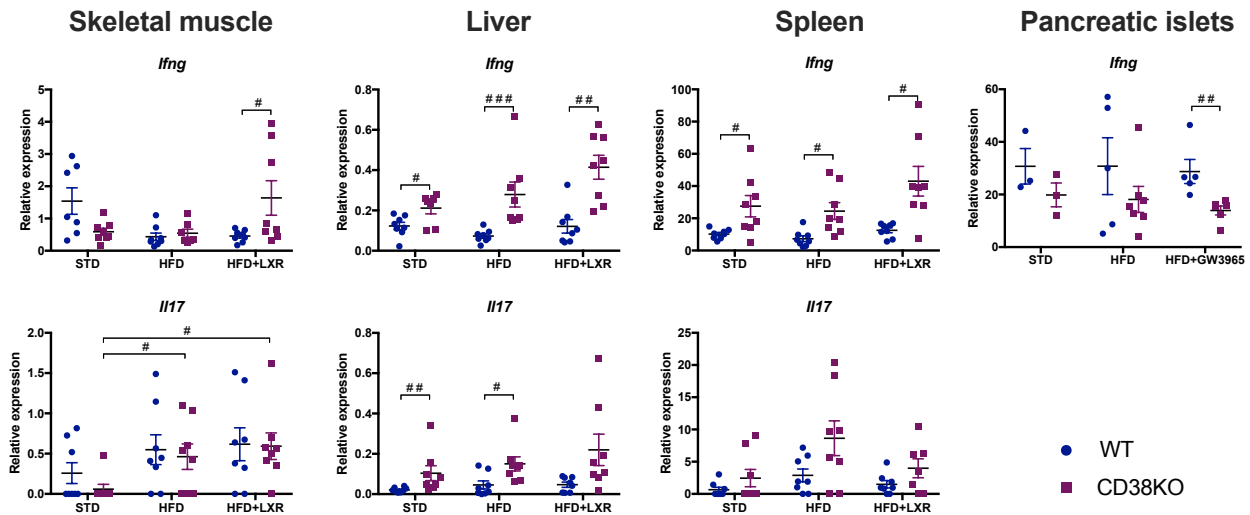 Skeletal muscle
Liver
Spleen
Pancreatic islets
Ifng
Relative expression
5
4
3
2
1
0
#
STD
HFD
HFD+LXR
Ifng
Relative expression
0.8
0.6
0.4
0.2
0.0
#
###
##
STD
HFD
HFD+LXR
Ifng
Relative expression
100
80
60
40
20
0
#
#
#
STD
HFD
HFD+LXR
Ifng
Relative expression
60
40
20
0
##
STD
HFD
HFD+GW3965
Il17
Relative expression
2.0
1.5
1.0
0.5
0.0
#
#
STD
HFD
HFD+LXR
Il17
Relative expression
0.8
0.6
0.4
0.2
0.0
##
#
STD
HFD
HFD+LXR
Il17
Relative expression
25
20
15
10
5
0
STD
HFD
HFD+LXR
WT
CD38KO